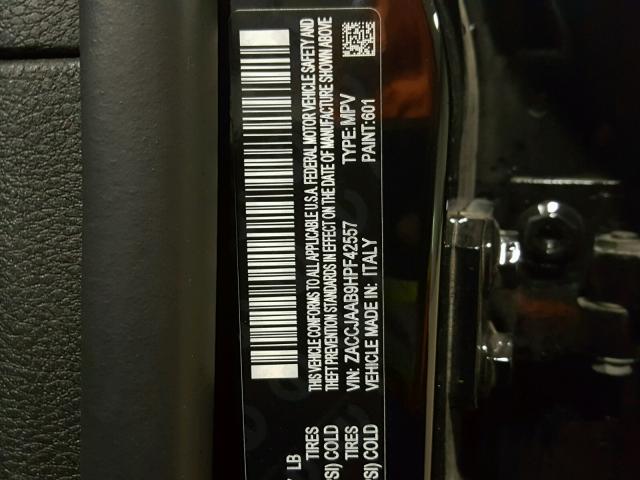 THIS VEHICLE CONFORMS TO ALL APPLICABLE U.S.A. FEDERAL MOTOR VEHICLE SAFETY AND
THEFT PREVENTION STANDARDS IN EFFECT ON THE DATE OF MANUFACTURE SHOWN ABOVE
VIN: ZACCJAAB9HPF42557 TYPE: MPV
VEHICLE MADE IN: ITALY PAINT: 601
LB
TIRES
SI) COLD
TIRES
SI) COLD